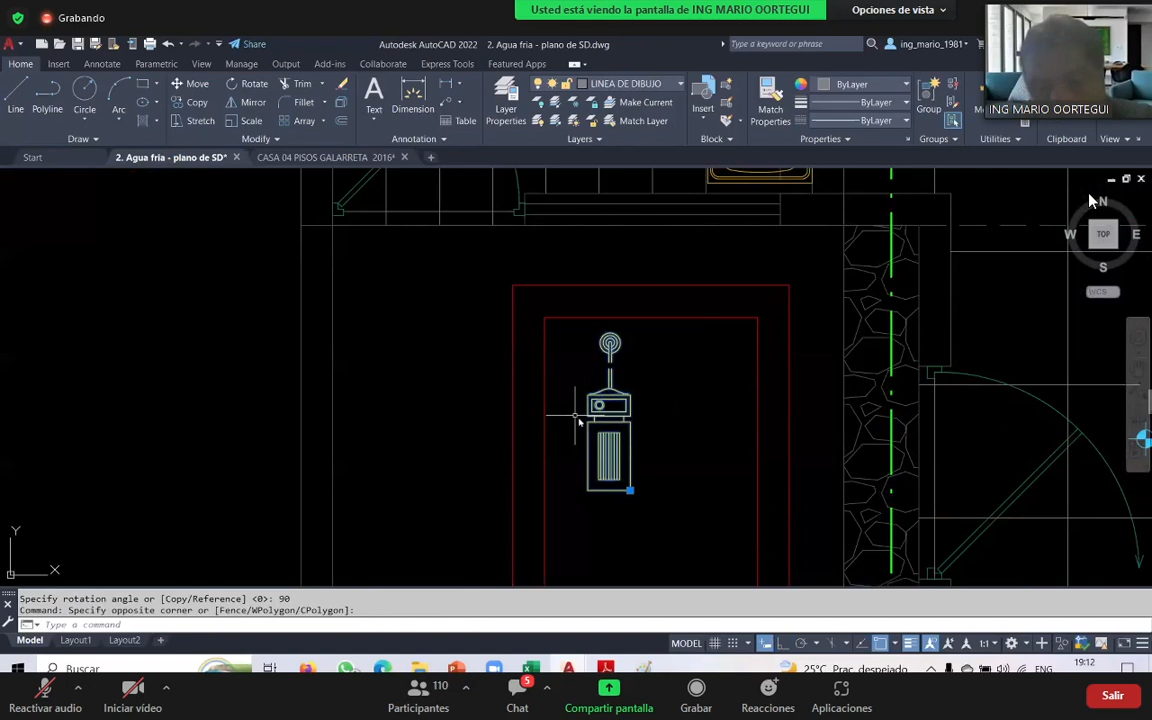 Grabando
Usted está viendo la pantalla de ING MARIO OORTEGUI
Opciones de vista
Share
Autodesk AutoCAD 2022
2. Agua fria - plano de SD.dwg
Type a keyword or phrase
ing_mario_1981
Home
Insert
Annotate
Parametric
View
Manage
Output
Add-ins
Collaborate
Express Tools
Featured Apps
Line
Polyline
Circle
Arc
Move
Rotate
Trim
Copy
Mirror
Fillet
Stretch
Scale
Array
Text
Dimension
Table
Layer
Properties
LINEA DE DIBUJO
Make Current
Match Layer
Insert
Match
Properties
ByLayer
ByLayer
ByLayer
Group
ING MARIO OORTEGUI
Draw
Modify
Annotation
Layers
Block
Properties
Groups
Utilities
Clipboard
View
Start
2. Agua fria - plano de SD*
CASA 04 PISOS GALARRETA 2016*
N
W
TOP
E
S
WCS
Y
X
Specify rotation angle or [Copy/Reference] <0>: 90
Command: Specify opposite corner or [Fence/WPolygon/CPolygon]:
Type a command
Model
Layout1
Layout2
MODEL
1:1
Buscar
25°C Prac. despejado
ENG
19:12
Reactivar audio
Iniciar vídeo
110
Participantes
5
Chat
Compartir pantalla
Grabar
Reacciones
Aplicaciones
Salir